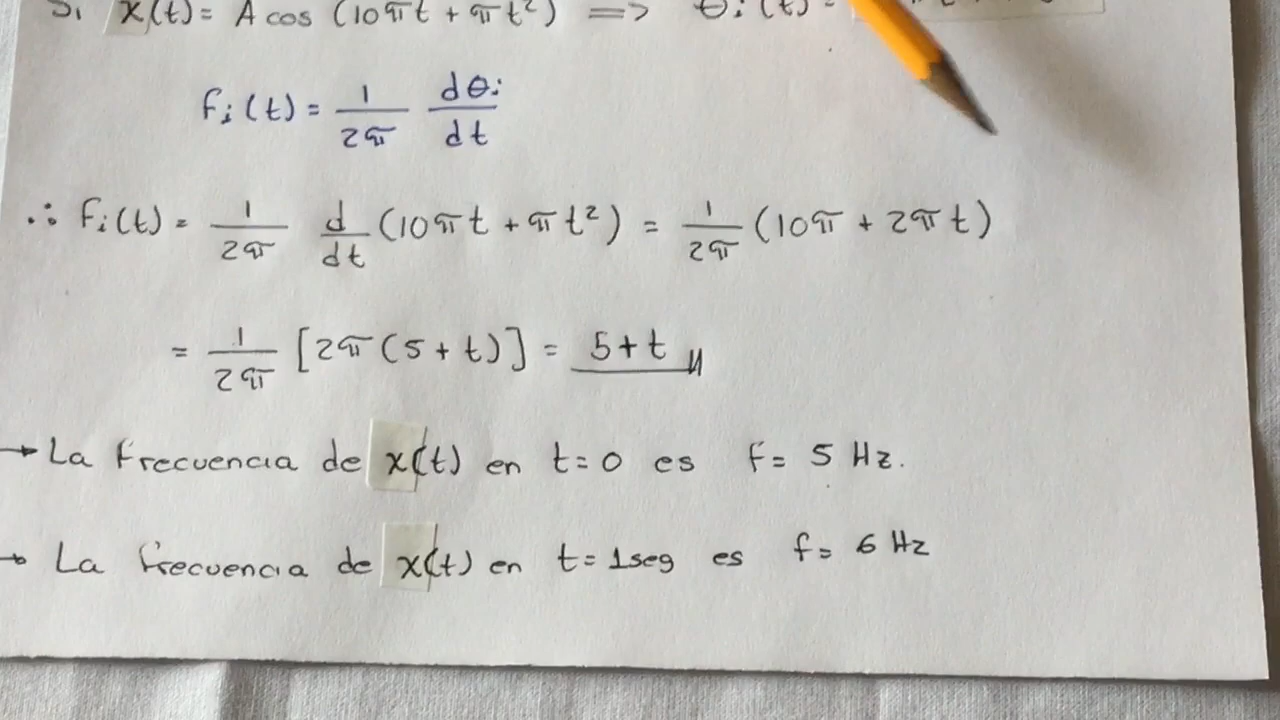 Si x(t) = A cos (10πt + πt²) => θi(t) =
fi(t) = 1/2π dθi/dt
∴ fi(t) = 1/2π d/dt (10πt + πt²) = 1/2π (10π + 2πt)
= 1/2π [2π(5+t)] = 5+t
→ La frecuencia de x(t) en t=0 es f= 5 Hz.
→ La frecuencia de x(t) en t=1seg es f= 6 Hz